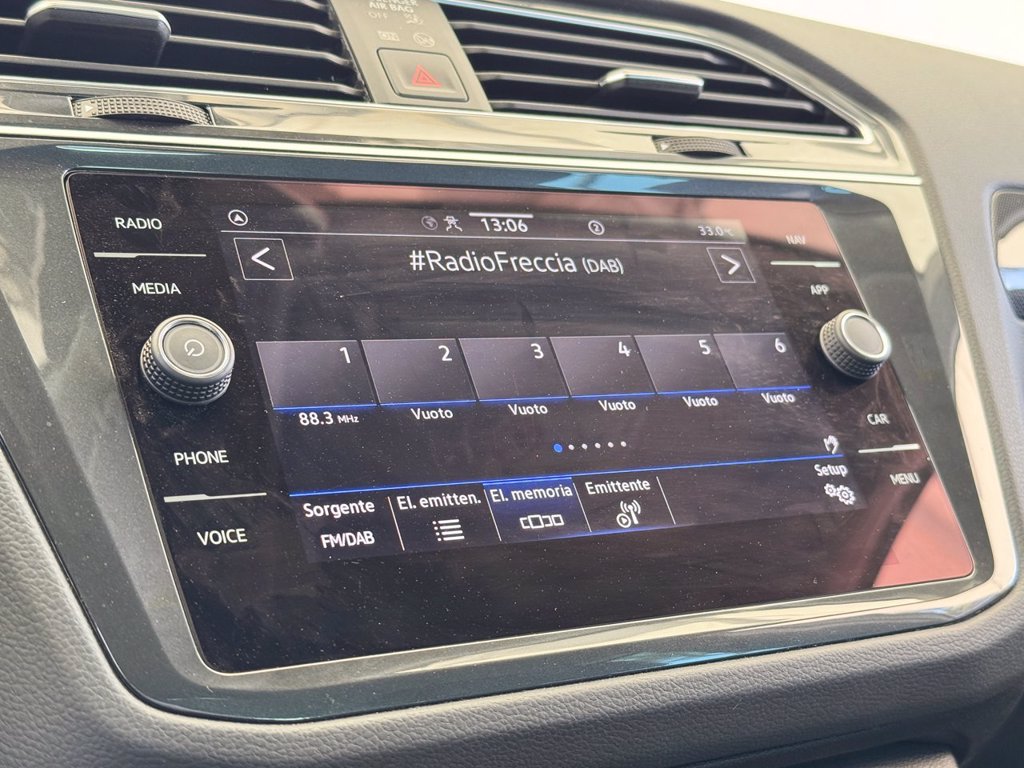 AIR BAG
OFF
RADIO
MEDIA
PHONE
VOICE
13:06
2
33.0°C
#RadioFreccia (DAB)
1
2
3
4
5
6
88.3 MHz
Vuoto
Vuoto
Vuoto
Vuoto
Vuoto
Sorgente
FM/DAB
El. emitten.
El. memoria
Emittente
Setup
NAV
APP
CAR
MENU